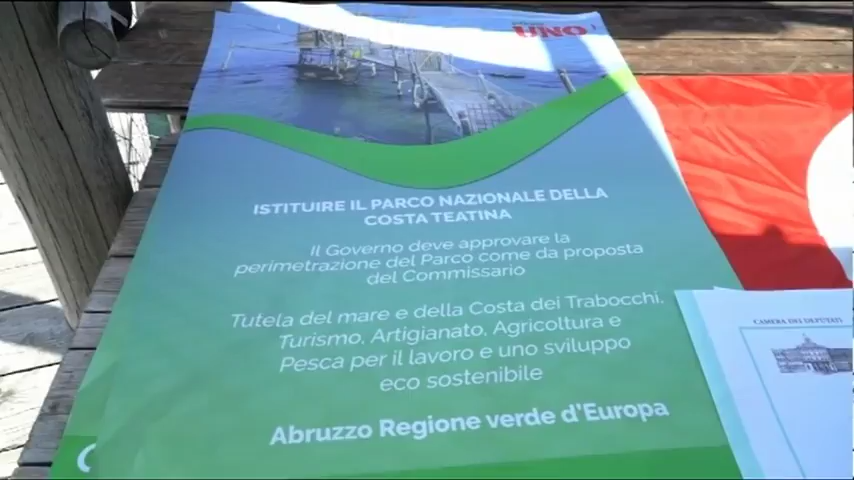 UNO
ISTITUIRE IL PARCO NAZIONALE DELLA
COSTA TEATINA
Il Governo deve approvare la
perimetrazione del Parco come da proposta
del Commissario
Tutela del mare e della Costa dei Trabocchi.
Turismo, Artigianato, Agricoltura e
Pesca per il lavoro e uno sviluppo
eco sostenibile
Abruzzo Regione verde d'Europa
CAMERA DEI DEPUTATI